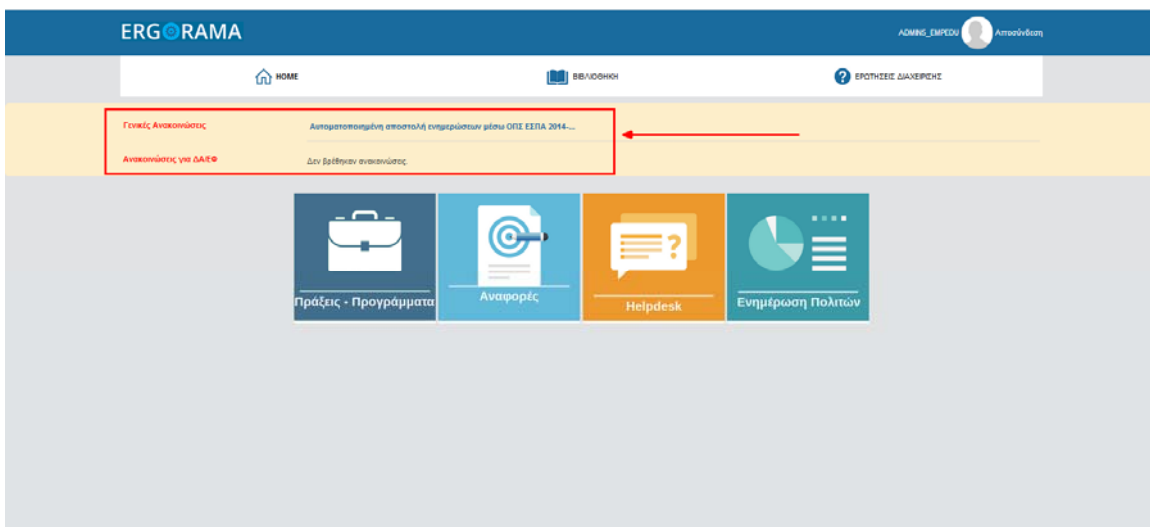 ERGORAMA
ADMINS_EMPEDU Αποσύνδεση
HOME
ΒΙΒΛΙΟΘΗΚΗ
? ΕΡΩΤΗΣΕΙΣ ΔΙΑΧΕΙΡΙΣΗΣ
Γενικές Ανακοινώσεις
Αυτοματοποιημένη αποστολή ενημερώσεων μέσω ΟΠΣ ΕΣΠΑ 2014-...
Ανακοινώσεις για ΔΑ/ΕΦ
Δεν βρέθηκαν ανακοινώσεις.
Πράξεις - Προγράμματα
Αναφορές
?
Helpdesk
Ενημέρωση Πολιτών